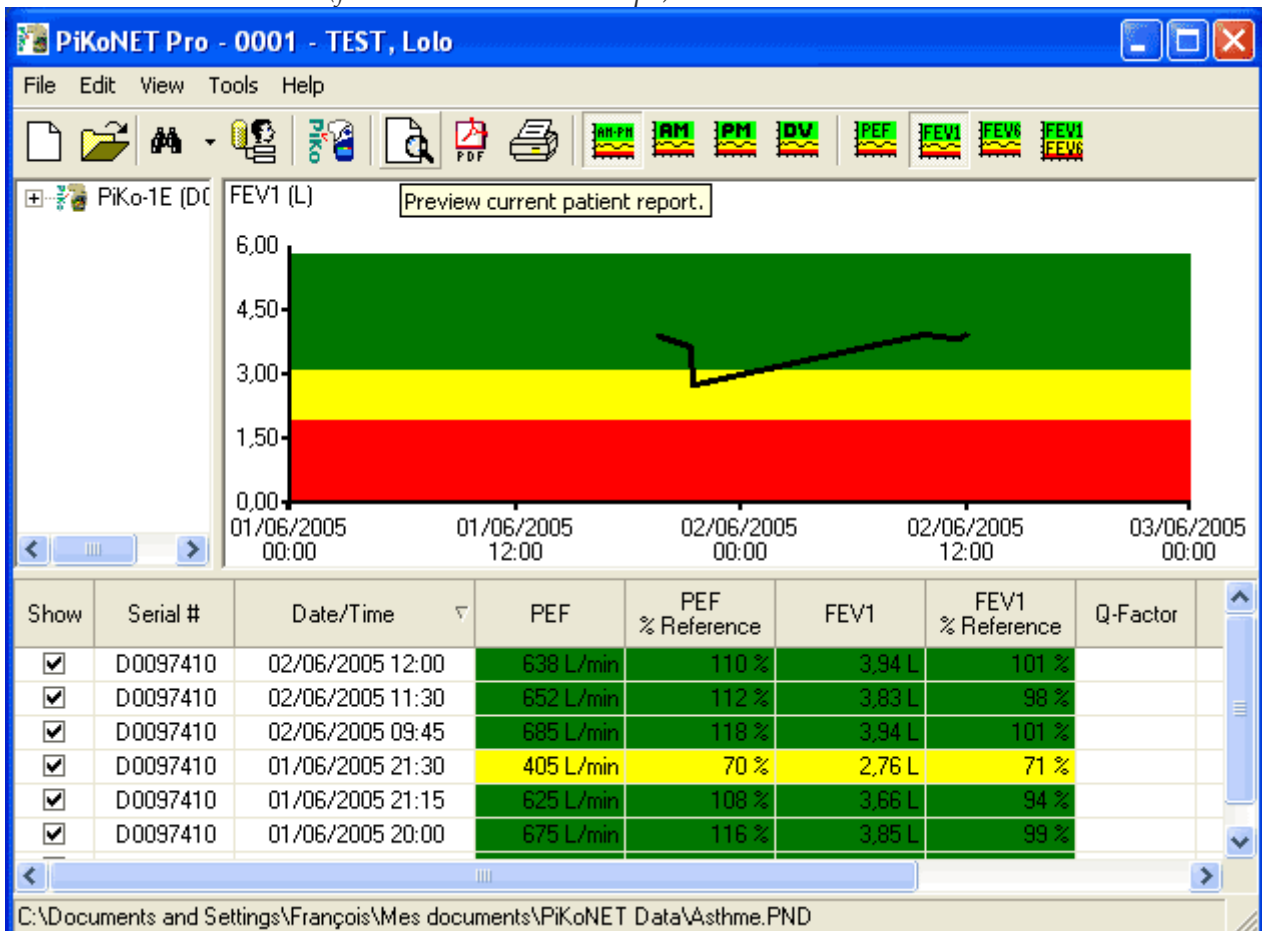 PiKoNET Pro - 0001 - TEST, Lolo
File Edit View Tools Help
PiKo PDF AM-PM AM PM DV PEF FEV1 FEV6 FEV1 FEV6
PiKo-1E (D0
FEV1 (L)
Preview current patient report.
6,00
4,50
3,00
1,50
0,00
01/06/2005 01/06/2005 02/06/2005 02/06/2005 03/06/2005
00:00 12:00 00:00 12:00 00:00
Show Serial # Date/Time PEF PEF % Reference FEV1 FEV1 % Reference Q-Factor
D0097410 02/06/2005 12:00 638 L/min 110 % 3,94 L 101 %
D0097410 02/06/2005 11:30 652 L/min 112 % 3,83 L 98 %
D0097410 02/06/2005 09:45 685 L/min 118 % 3,94 L 101 %
D0097410 01/06/2005 21:30 405 L/min 70 % 2,76 L 71 %
D0097410 01/06/2005 21:15 625 L/min 108 % 3,66 L 94 %
D0097410 01/06/2005 20:00 675 L/min 116 % 3,85 L 99 %
C:\Documents and Settings\François\Mes documents\PiKoNET Data\Asthme.PND